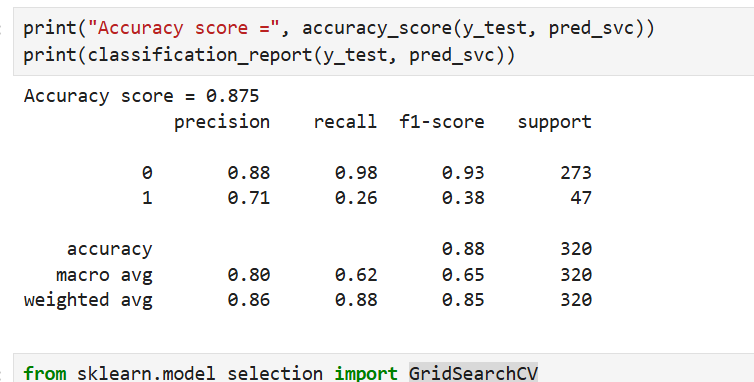 print("Accuracy score =", accuracy_score(y_test, pred_svc))
print(classification_report(y_test, pred_svc))
Accuracy score = 0.875
precision recall f1-score support
0 0.88 0.98 0.93 273
1 0.71 0.26 0.38 47
accuracy 0.88 320
macro avg 0.80 0.62 0.65 320
weighted avg 0.86 0.88 0.85 320
from sklearn.model_selection import GridSearchCV